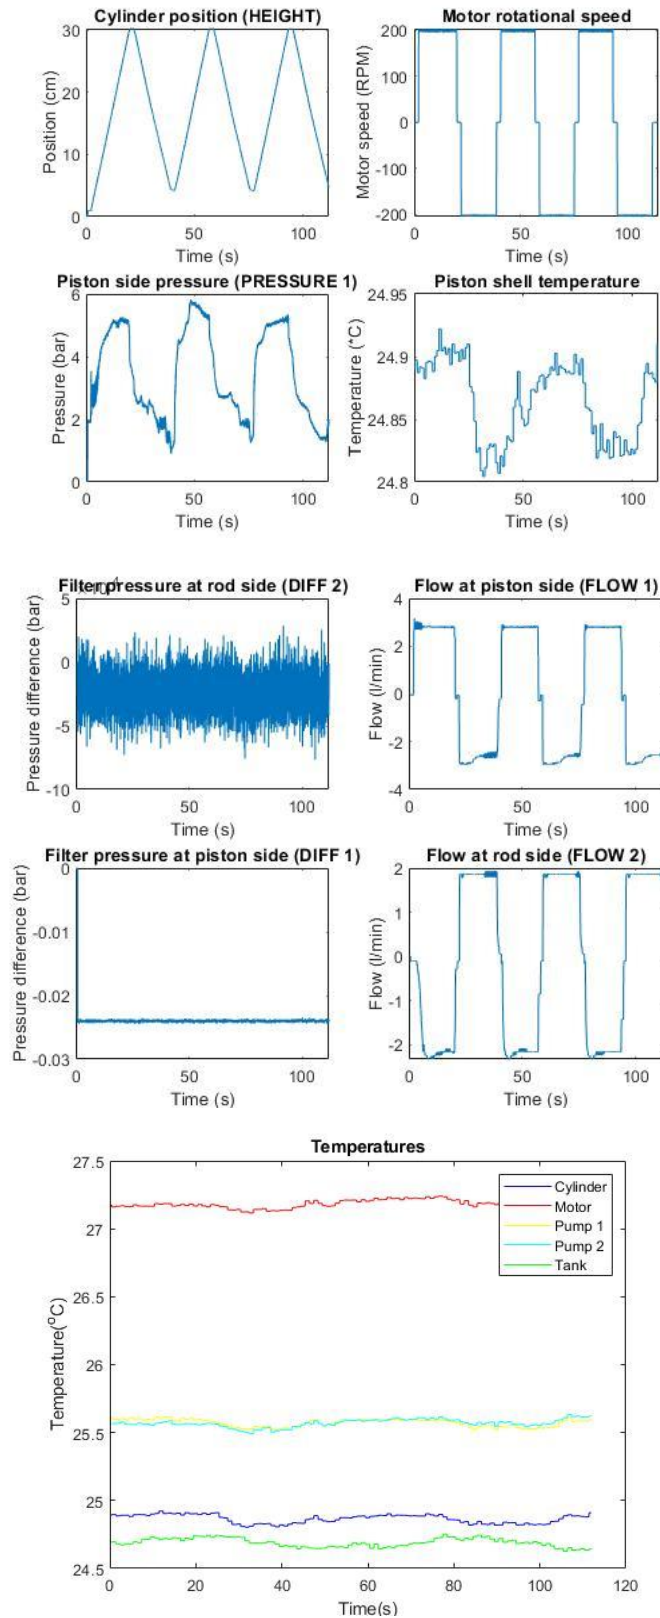 Cylinder position (HEIGHT)
Position (cm)
30
20
10
0
0 50 100
Time (s)
Motor rotational speed
Motor speed (RPM)
200
100
0
-100
-200
0 50 100
Time (s)
Piston side pressure (PRESSURE 1)
Pressure (bar)
6
4
2
0
0 50 100
Time (s)
Piston shell temperature
Temperature (°C)
24.95
24.9
24.85
24.8
0 50 100
Time (s)
Filter pressure at rod side (DIFF 2)
Pressure difference (bar)
5
0
-5
-10
0 50 100
Time (s)
Flow at piston side (FLOW 1)
Flow (l/min)
4
2
0
-2
-4
0 50 100
Time (s)
Filter pressure at piston side (DIFF 1)
Pressure difference (bar)
0
-0.01
-0.02
-0.03
0 50 100
Time (s)
Flow at rod side (FLOW 2)
Flow (l/min)
2
1
0
-1
-2
0 50 100
Time (s)
Temperatures
Temperature(°C)
27.5
27
26.5
26
25.5
25
24.5
0 20 40 60 80 100 120
Time(s)
Cylinder
Motor
Pump 1
Pump 2
Tank